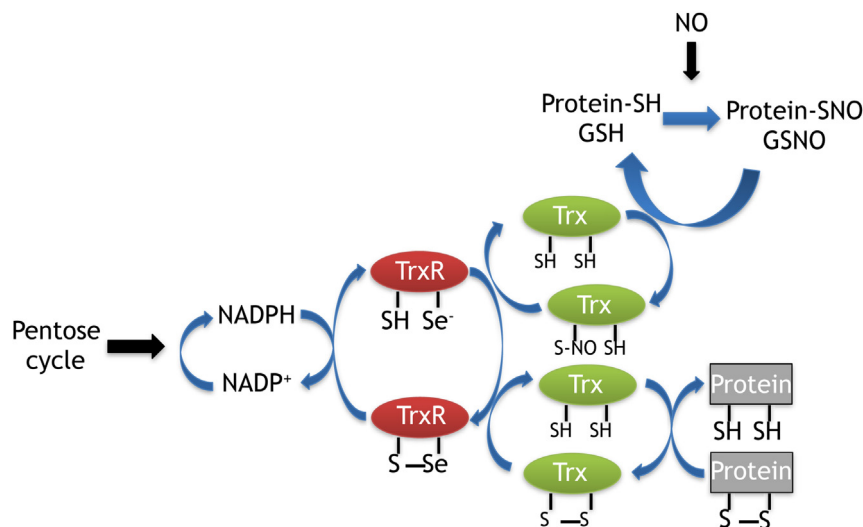 NO
Protein-SH
GSH
Protein-SNO
GSNO
Trx
SH SH
TrxR
SH Se⁻
Trx
S-NO SH
Pentose
cycle
NADPH
NADP⁺
Trx
SH SH
Protein
SH SH
TrxR
S Se
Trx
S S
Protein
S S